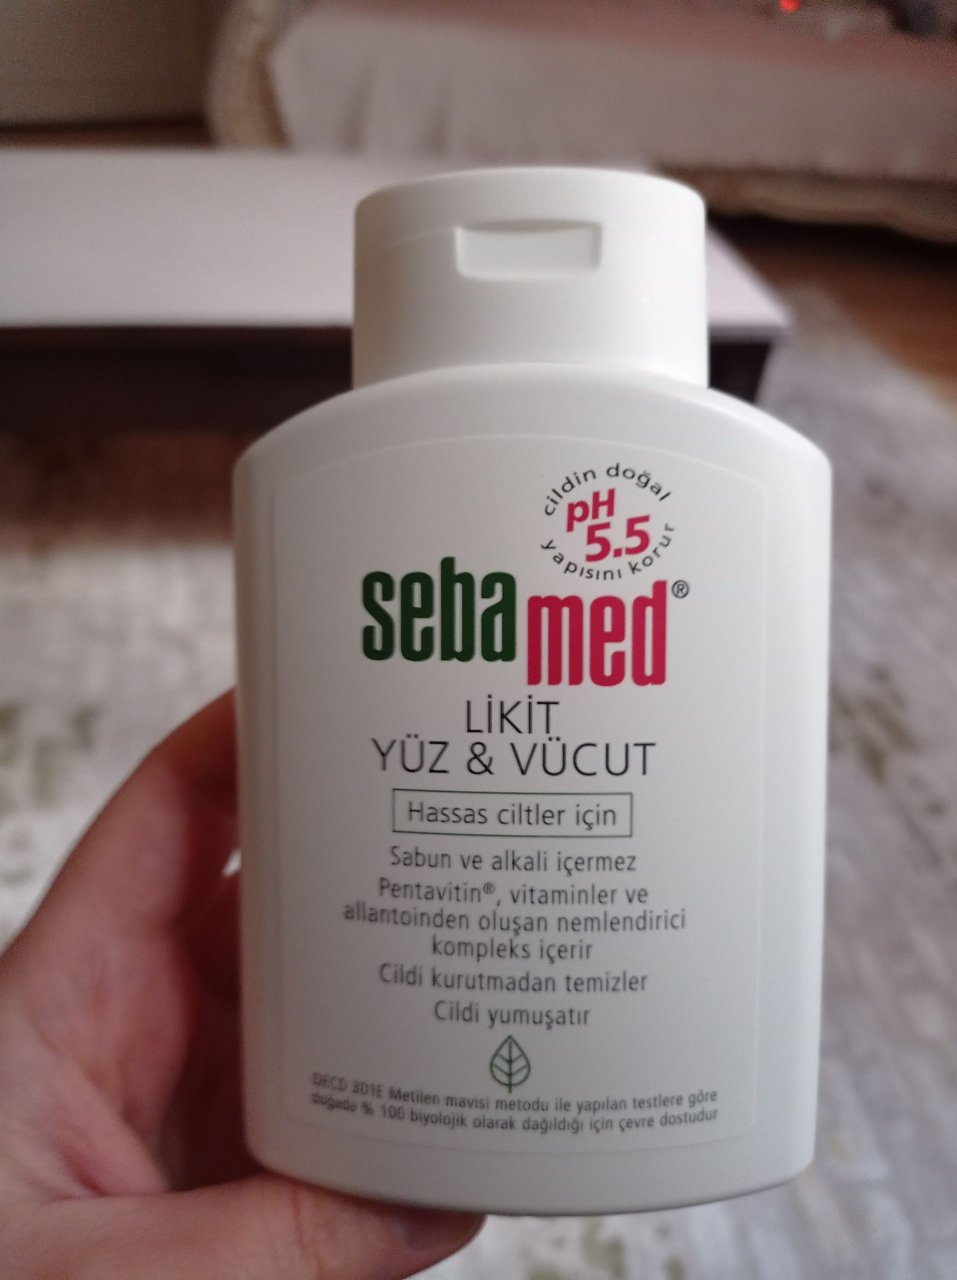 cildin doğal
pH
5.5
yapısını korur
sebamed®
LİKİT
YÜZ & VÜCUT
Hassas ciltler için
Sabun ve alkali içermez
Pentavitin®, vitaminler ve
allantoinden oluşan nemlendirici
kompleks içerir
Cildi kurutmadan temizler
Cildi yumuşatır
OECD 301E Metilen mavisi metodu ile yapılan testlere göre
doğada % 100 biyolojik olarak dağıldığı için çevre dostudur